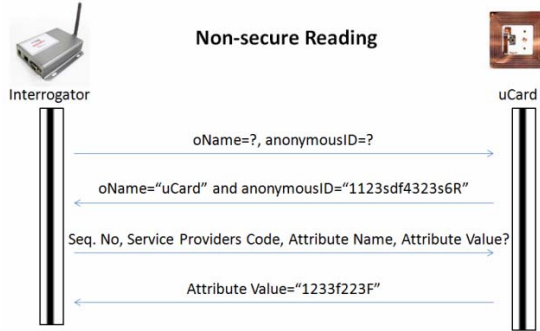 Non-secure Reading
Interrogator
uCard
oName=?, anonymousID=?
oName=“uCard” and anonymousID=“1123sdf4323s6R”
Seq. No, Service Providers Code, Attribute Name, Attribute Value?
Attribute Value=“1233f223F”